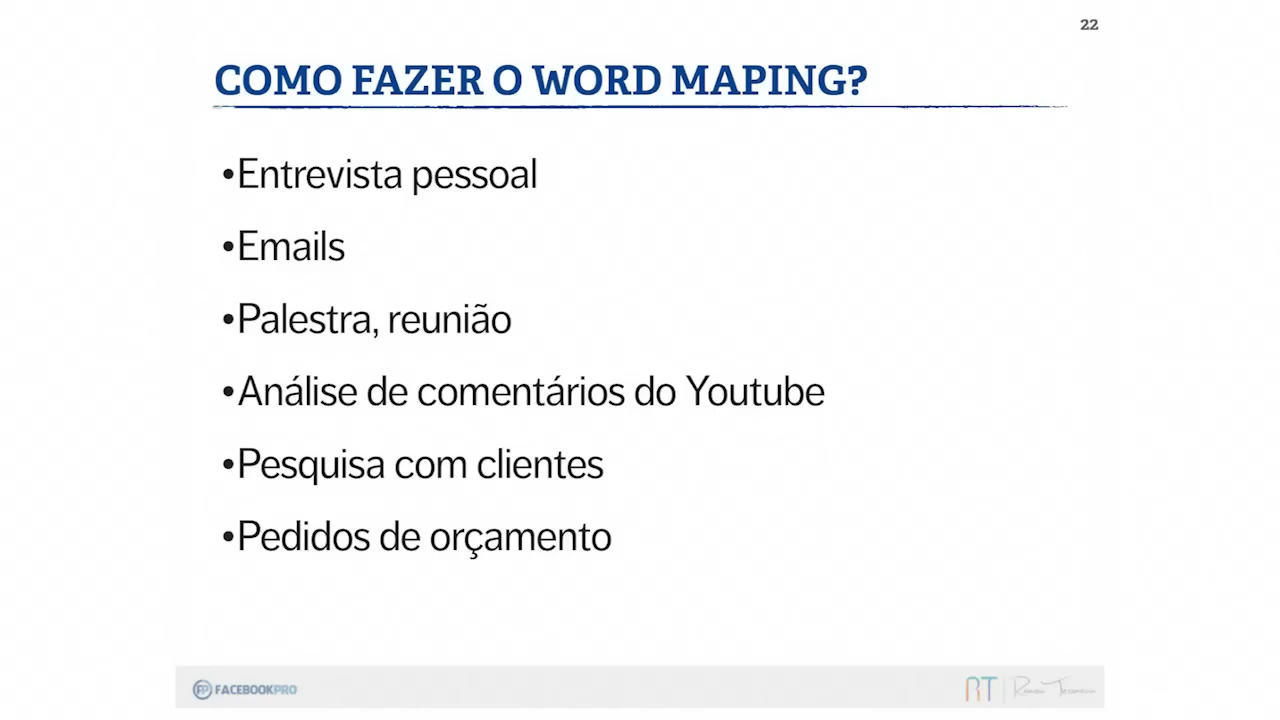 22
COMO FAZER O WORD MAPING?
•Entrevista pessoal
•Emails
•Palestra, reunião
•Análise de comentários do Youtube
•Pesquisa com clientes
•Pedidos de orçamento
FP FACEBOOKPRO
RT